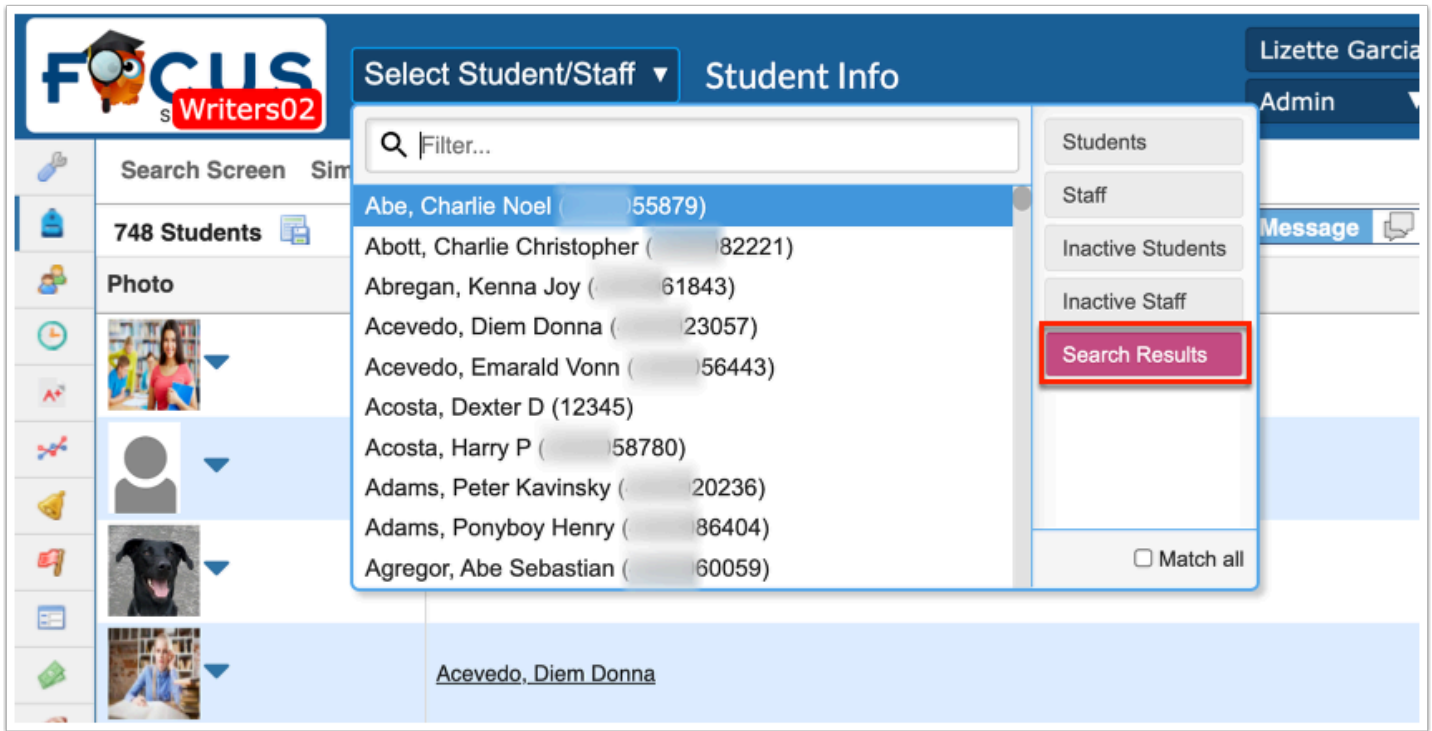 FOCUS
S
Writers02
Select Student/Staff ▼
Student Info
Lizette Garcia
Admin
Filter...
Students
Staff
Inactive Students
Inactive Staff
Search Results
Match all
Abe, Charlie Noel ( 55879)
Abott, Charlie Christopher ( 82221)
Abregan, Kenna Joy ( 61843)
Acevedo, Diem Donna ( 23057)
Acevedo, Emarald Vonn ( 56443)
Acosta, Dexter D (12345)
Acosta, Harry P ( 58780)
Adams, Peter Kavinsky ( 20236)
Adams, Ponyboy Henry ( 86404)
Agregor, Abe Sebastian ( 60059)
Search Screen Sim
748 Students
Message
Photo
A+
Acevedo, Diem Donna